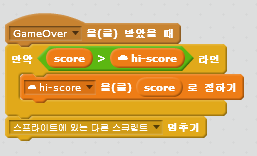 GameOver 을(를) 받았을 때
만약 score > hi-score 라면
hi-score 을(를) score 로 정하기
스프라이트에 있는 다른 스크립트 멈추기